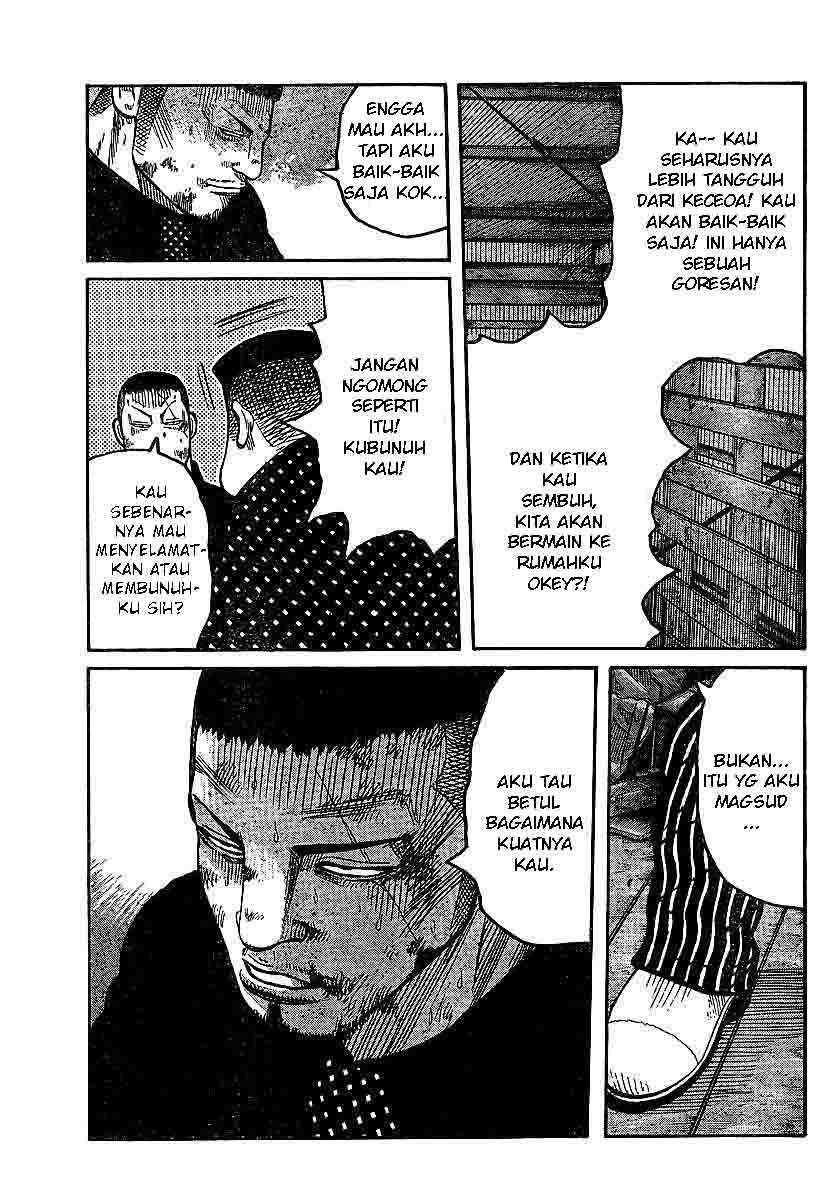 KA-- KAU
SEHARUSNYA
LEBIH TANGGUH
DARI KECEOA! KAU
AKAN BAIK-BAIK
SAJA! INI HANYA
SEBUAH
GORESAN!
DAN KETIKA
KAU
SEMBUH,
KITA AKAN
BERMAIN KE
RUMAHKU
OKEY?!
ENGGA
MAU AKH...
TAPI AKU
BAIK-BAIK
SAJA KOK...
JANGAN
NGOMONG
SEPERTI
ITU!
KUBUNUH
KAU!
KAU
SEBENAR-
NYA MAU
MENYELAMAT-
KAN ATAU
MEMBUNUH-
KU SIH?
BUKAN...
ITU YG AKU
MAGSUD
...
AKU TAU
BETUL
BAGAIMANA
KUATNYA
KAU.